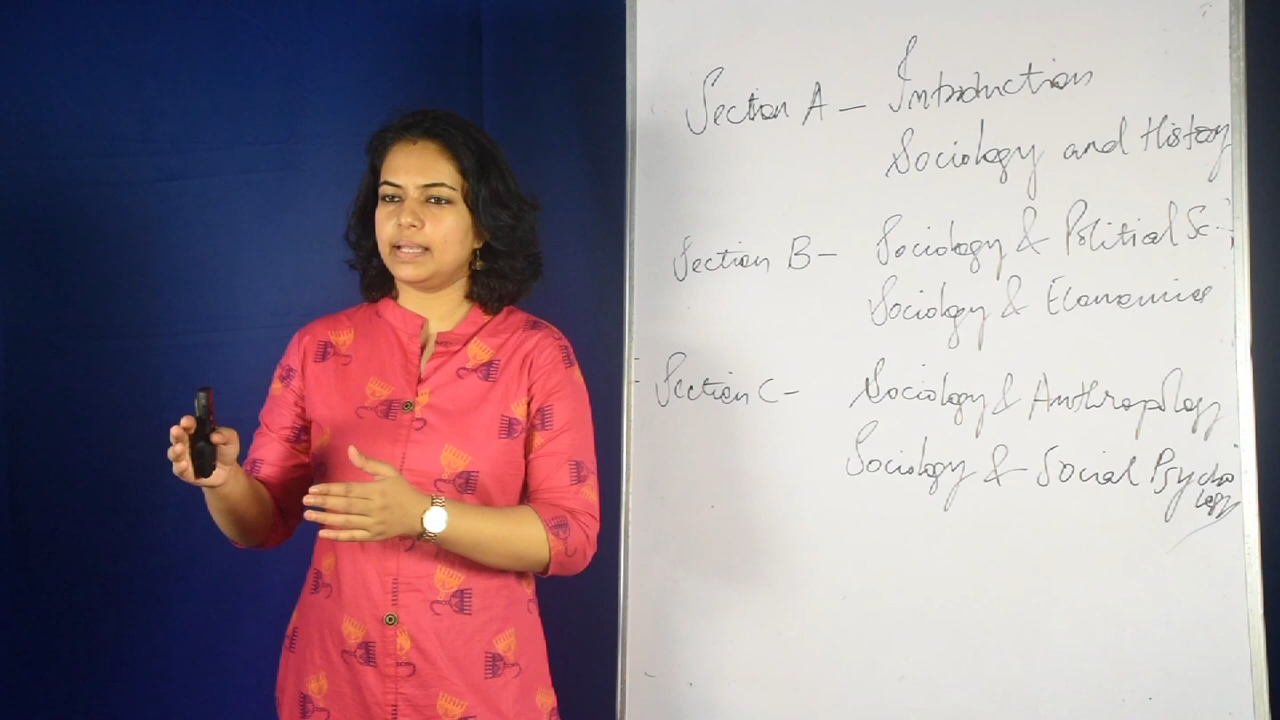 Section A - Introduction
Sociology and History
Section B - Sociology & Political Sc.
Sociology & Economics
Section C - Sociology & Anthropology
Sociology & Social Psycho
logy